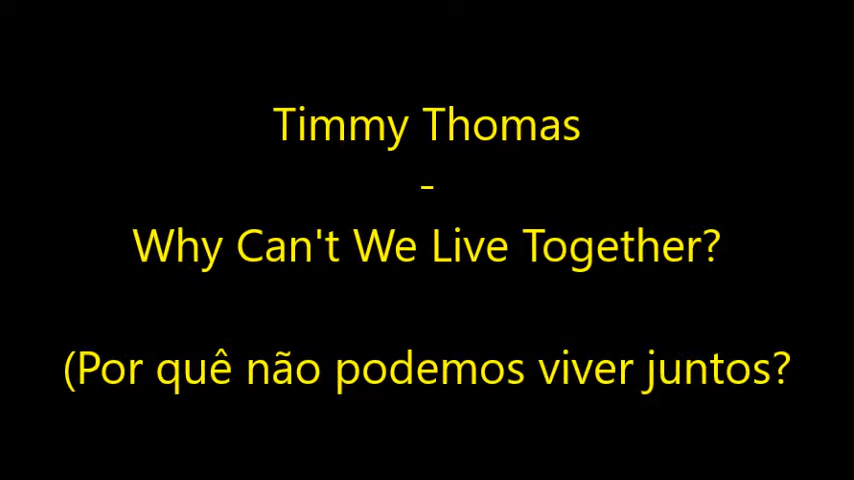 Timmy Thomas
-
Why Can't We Live Together?
(Por quê não podemos viver juntos?